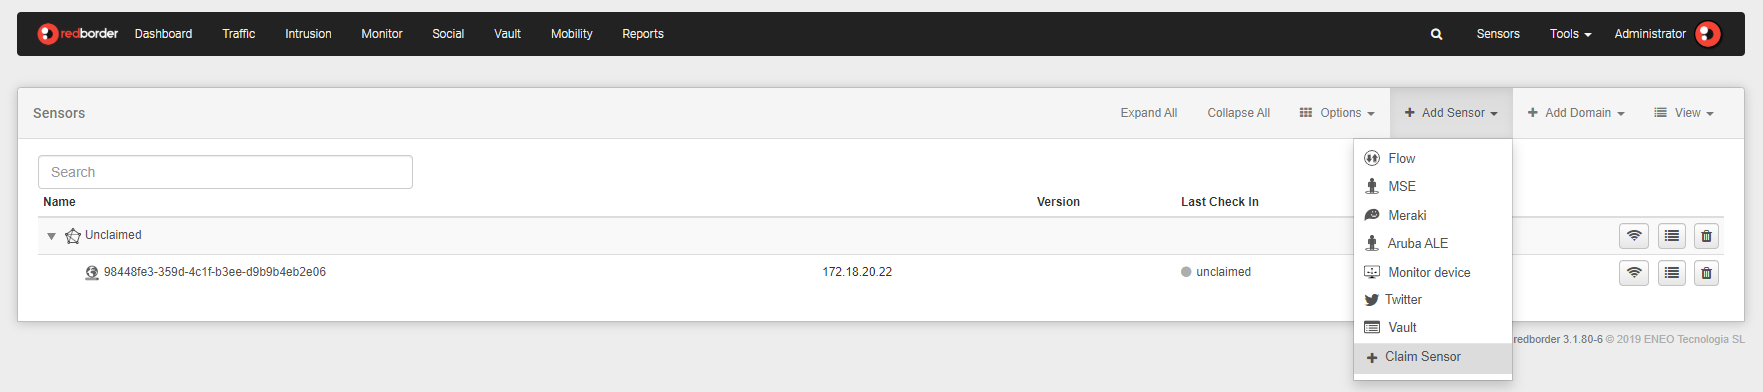 redborder Dashboard Traffic Intrusion Monitor Social Vault Mobility Reports Sensors Tools Administrator
Sensors Expand All Collapse All Options + Add Sensor + Add Domain View
Search
Name Version Last Check In
Unclaimed
98448fe3-359d-4c1f-b3ee-d9b9b4eb2e06 172.18.20.22 unclaimed
Flow
MSE
Meraki
Aruba ALE
Monitor device
Twitter
Vault
+ Claim Sensor
redborder 3.1.80-6 © 2019 ENEO Tecnología SL